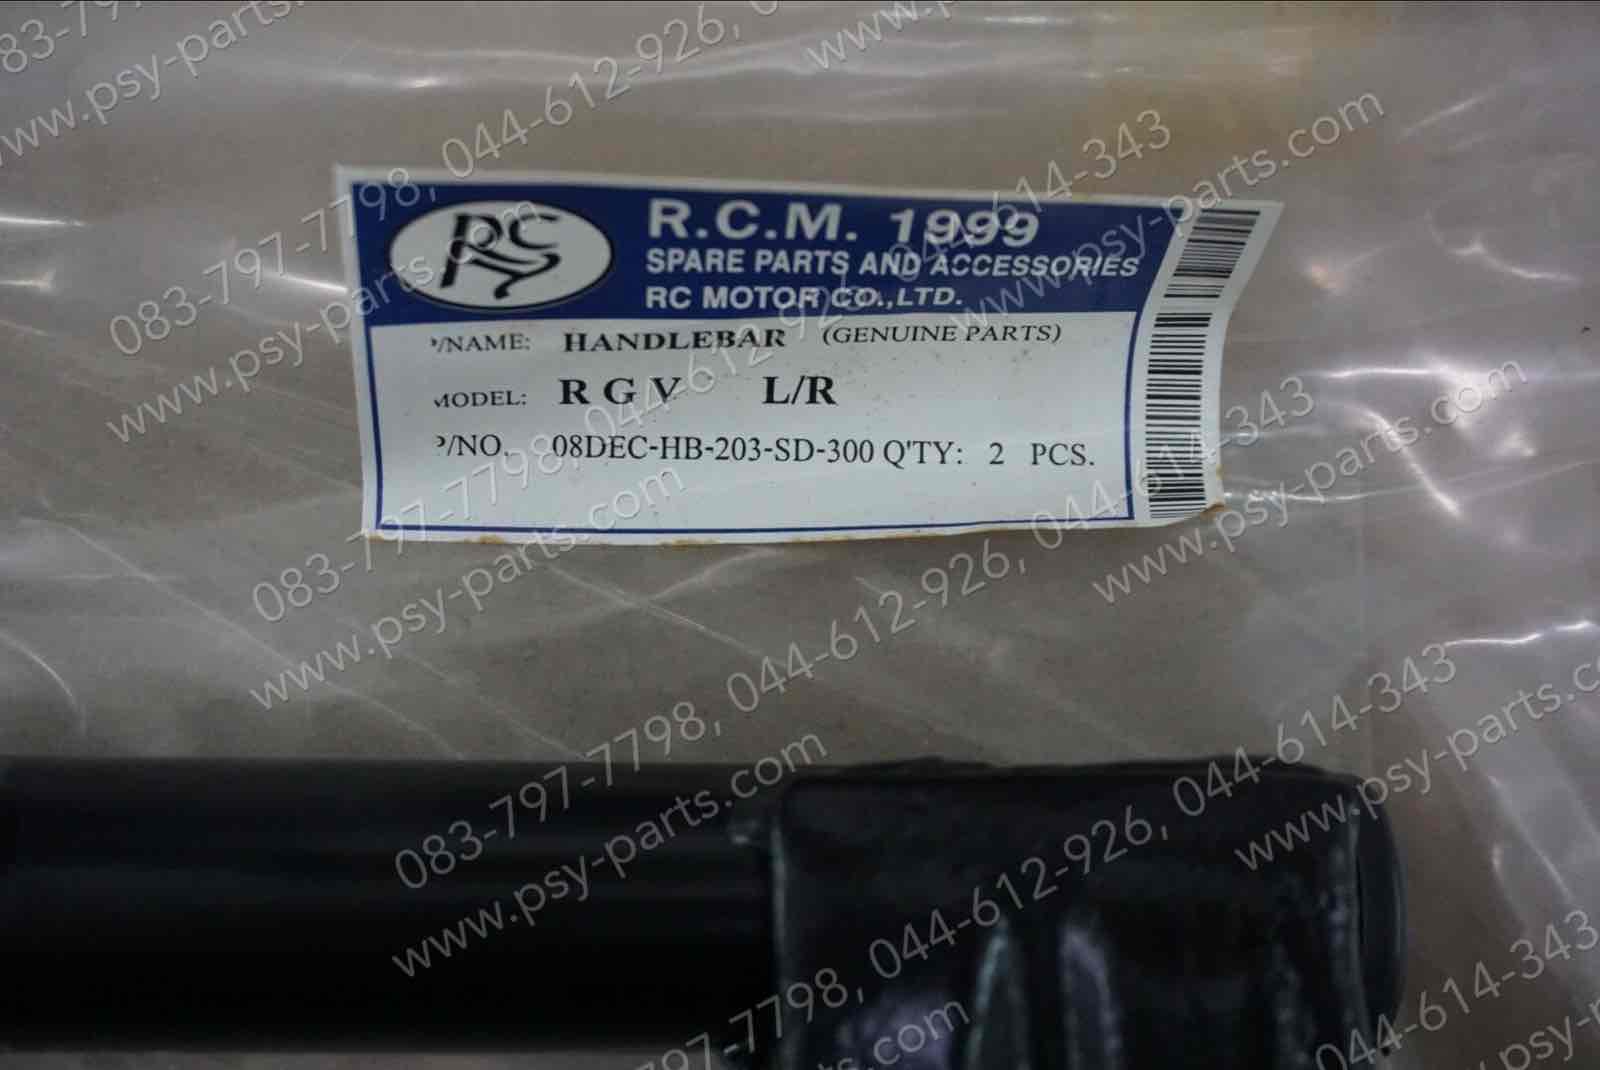 R.C.M. 1999
SPARE PARTS AND ACCESSORIES
RC MOTOR CO.,LTD.
P/NAME: HANDLEBAR (GENUINE PARTS)
MODEL: R G V L/R
P/NO. 08DEC-HB-203-SD-300 Q'TY: 2 PCS.
083-797-7798, 044-612-926, 044-614-343
www.psy-parts.com